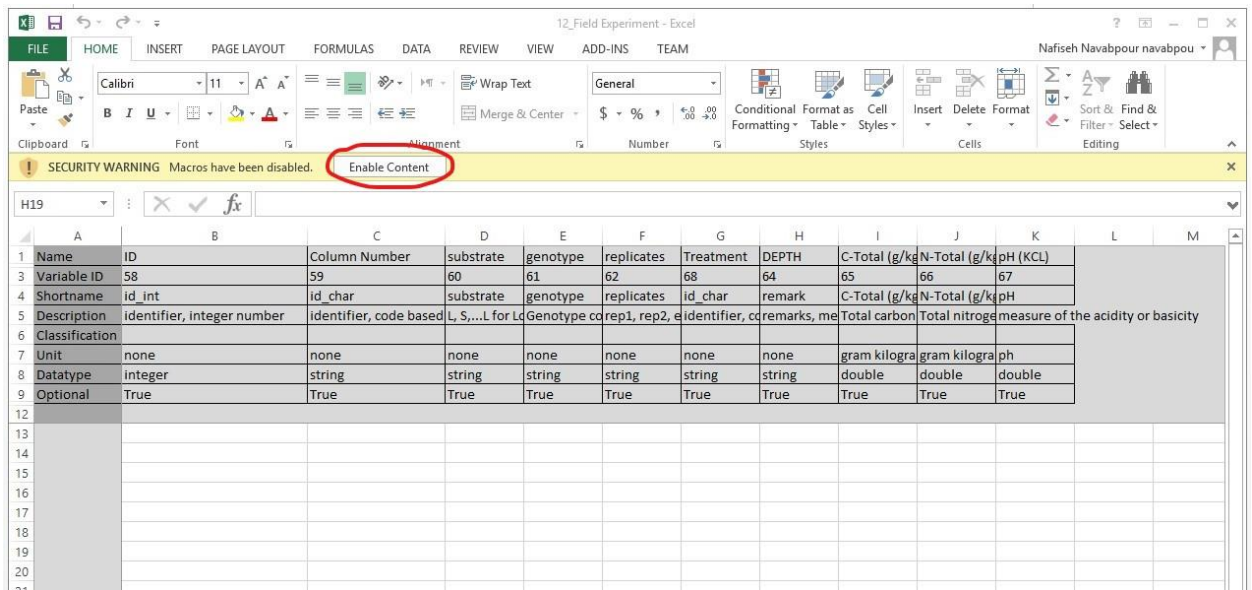 12_Field Experiment - Excel
FILE HOME INSERT PAGE LAYOUT FORMULAS DATA REVIEW VIEW ADD-INS TEAM Nafiseh Navabpour navabpou
Calibri 11 Wrap Text General
Paste B I U Merge & Center $ % , Conditional Formatting Format as Table Cell Styles Insert Delete Format Sort & Filter Find & Select
Clipboard Font Alignment Number Styles Cells Editing
SECURITY WARNING Macros have been disabled. Enable Content
H19 fx
A B C D E F G H I J K L M
1 Name ID Column Number substrate genotype replicates Treatment DEPTH C-Total (g/kg N-Total (g/kg pH (KCL)
3 Variable ID 58 59 60 61 62 68 64 65 66 67
4 Shortname id_int id_char substrate genotype replicates id_char remark C-Total (g/kg N-Total (g/kg pH
5 Description identifier, integer number identifier, code based L, S,...L for Lo Genotype co rep1, rep2, e identifier, co remarks, me Total carbon Total nitroge measure of the acidity or basicity
6 Classification
7 Unit none none none none none none none gram kilogra gram kilogra ph
8 Datatype integer string string string string string string double double double
9 Optional True True True True True True True True True True
12
13
14
15
16
17
18
19
20